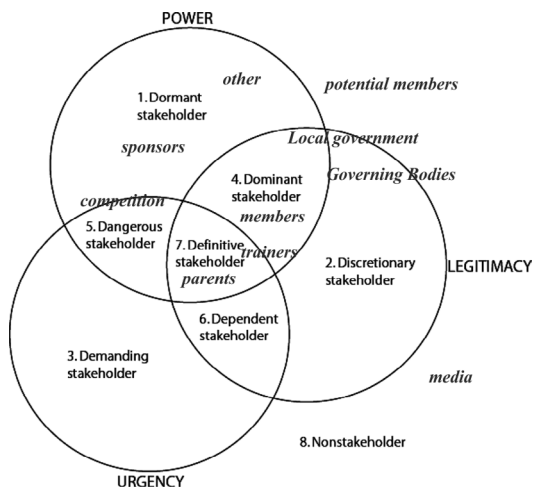 POWER
other
potential members
1. Dormant
stakeholder
sponsors
Local government
Governing Bodies
4. Dominant
stakeholder
competition
members
5. Dangerous
stakeholder
7. Definitive
stakeholder
trainers
parents
2. Discretionary
stakeholder
LEGITIMACY
6. Dependent
stakeholder
3. Demanding
stakeholder
media
8. Nonstakeholder
URGENCY